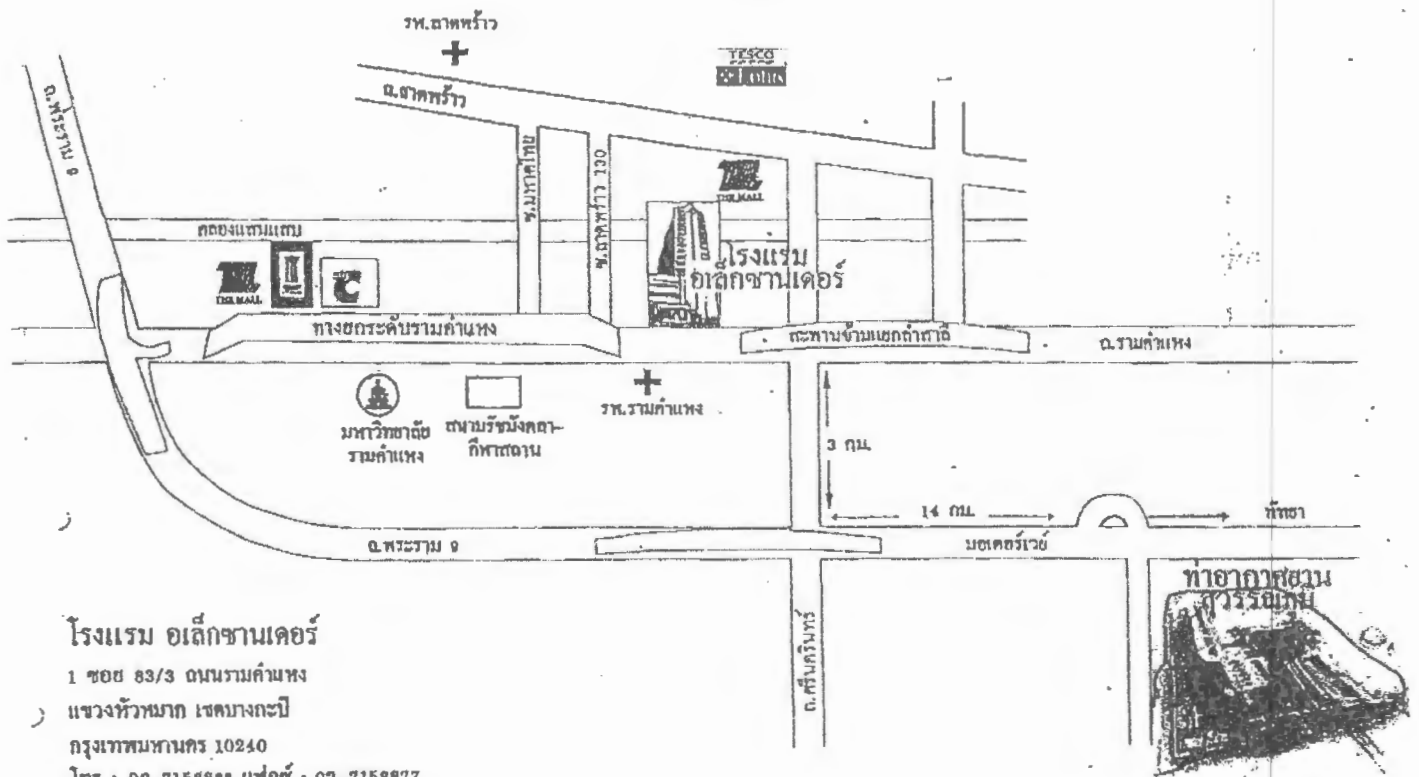 รพ.ลาดพร้าว
TESCO
Lotus
ถ.ลาดพร้าว
ถ.พระราม 9
ซ.มหาดไทย
ซ.ลาดพร้าว 130
THE MALL
คลองแสนแสบ
THE MALL
โรงแรม
อเล็กซานเดอร์
ทางยกระดับรามคำแหง
สะพานข้ามแยกลำสาลี
ถ.รามคำแหง
มหาวิทยาลัย
รามคำแหง
สนามรัชมังคลา-
กีฬาสถาน
รพ.รามคำแหง
3 กม.
14 กม.
พัทยา
ถ.พระราม 9
มอเตอร์เวย์
ท่าอากาศยาน
สุวรรณภูมิ
ถ.ศรีนครินทร์
โรงแรม อเล็กซานเดอร์
1 ซอย 83/3 ถนนรามคำแหง
แขวงหัวหมาก เขตบางกะปิ
กรุงเทพมหานคร 10240
โทร : 02 แฟกซ์ : 02